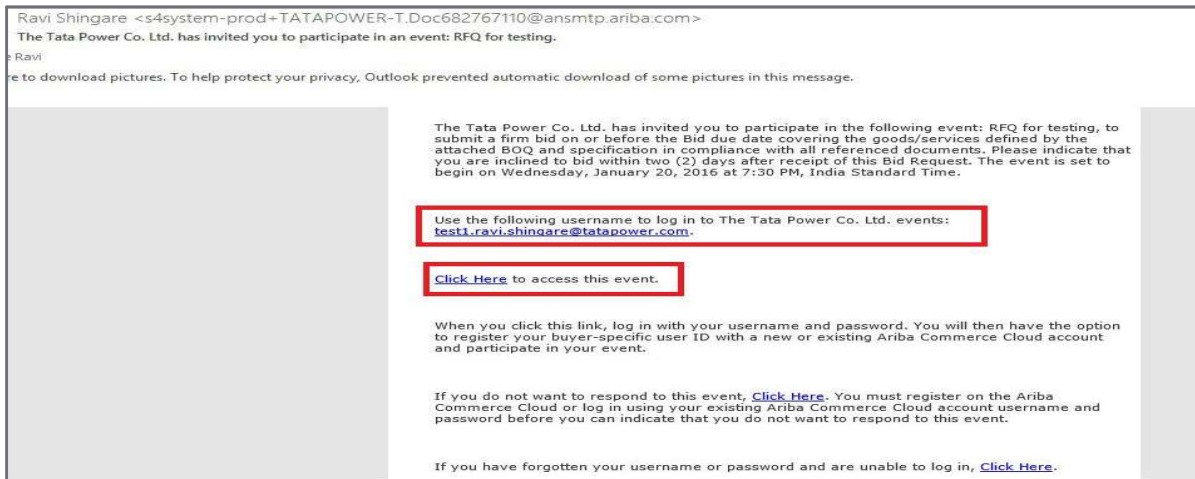 Ravi Shingare <s4system-prod+TATAPOWER-T.Doc682767110@ansmtp.ariba.com>
The Tata Power Co. Ltd. has invited you to participate in an event: RFQ for testing.
Ravi
re to download pictures. To help protect your privacy, Outlook prevented automatic download of some pictures in this message.
The Tata Power Co. Ltd. has invited you to participate in the following event: RFQ for testing, to
submit a firm bid on or before the Bid due date covering the goods/services defined by the
attached BOQ and specification in compliance with all referenced documents. Please indicate that
you are inclined to bid within two (2) days after receipt of this Bid Request. The event is set to
begin on Wednesday, January 20, 2016 at 7:30 PM, India Standard Time.
Use the following username to log in to The Tata Power Co. Ltd. events:
test1.ravi.shingare@tatapower.com.
Click Here to access this event.
When you click this link, log in with your username and password. You will then have the option
to register your buyer-specific user ID with a new or existing Ariba Commerce Cloud account
and participate in your event.
If you do not want to respond to this event, Click Here. You must register on the Ariba
Commerce Cloud or log in using your existing Ariba Commerce Cloud account username and
password before you can indicate that you do not want to respond to this event.
If you have forgotten your username or password and are unable to log in, Click Here.